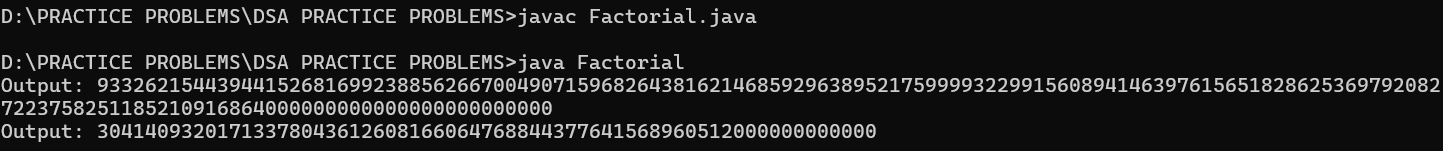 D:\PRACTICE PROBLEMS\DSA PRACTICE PROBLEMS>javac Factorial.java
D:\PRACTICE PROBLEMS\DSA PRACTICE PROBLEMS>java Factorial
Output: 9332621544394415268169923885626670049071596826438162146859296389521759999322991560894146397615651828625369792082
7223758251185210916864000000000000000000000000
Output: 30414093201713378043612608166064768844377641568960512000000000000